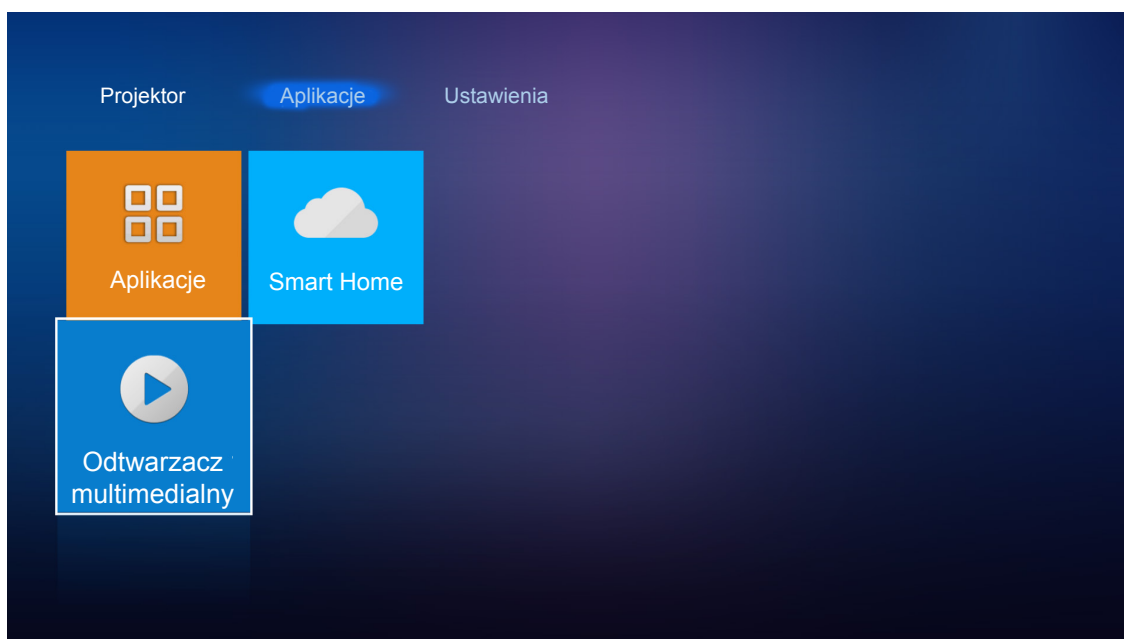 Projektor Aplikacje Ustawienia
Aplikacje
Smart Home
Odtwarzacz
multimedialny